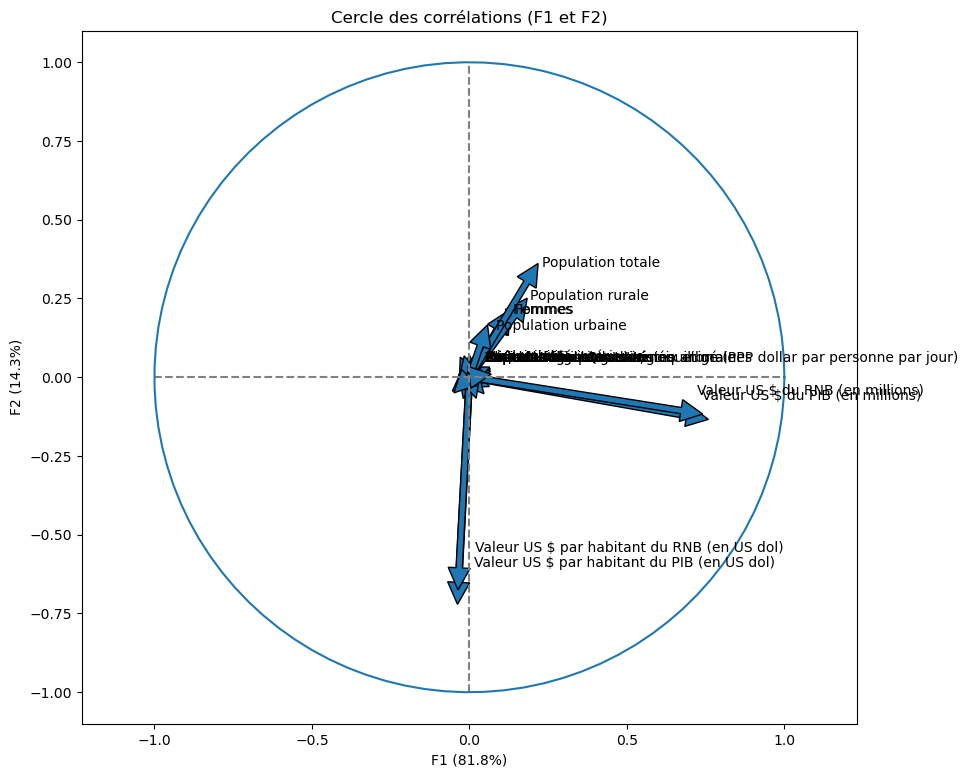 Cercle des corrélations (F1 et F2)
1.00
0.75
0.50
0.25
0.00
−0.25
−0.50
−0.75
−1.00
F2 (14.3%)
Population totale
Population rurale
Femmes
Population urbaine
dollar par personne par jour)
Valeur US $ du RNB (en millions)
Valeur US $ du PIB (en millions)
Valeur US $ par habitant du RNB (en US dol)
Valeur US $ par habitant du PIB (en US dol)
−1.0
−0.5
0.0
0.5
1.0
F1 (81.8%)